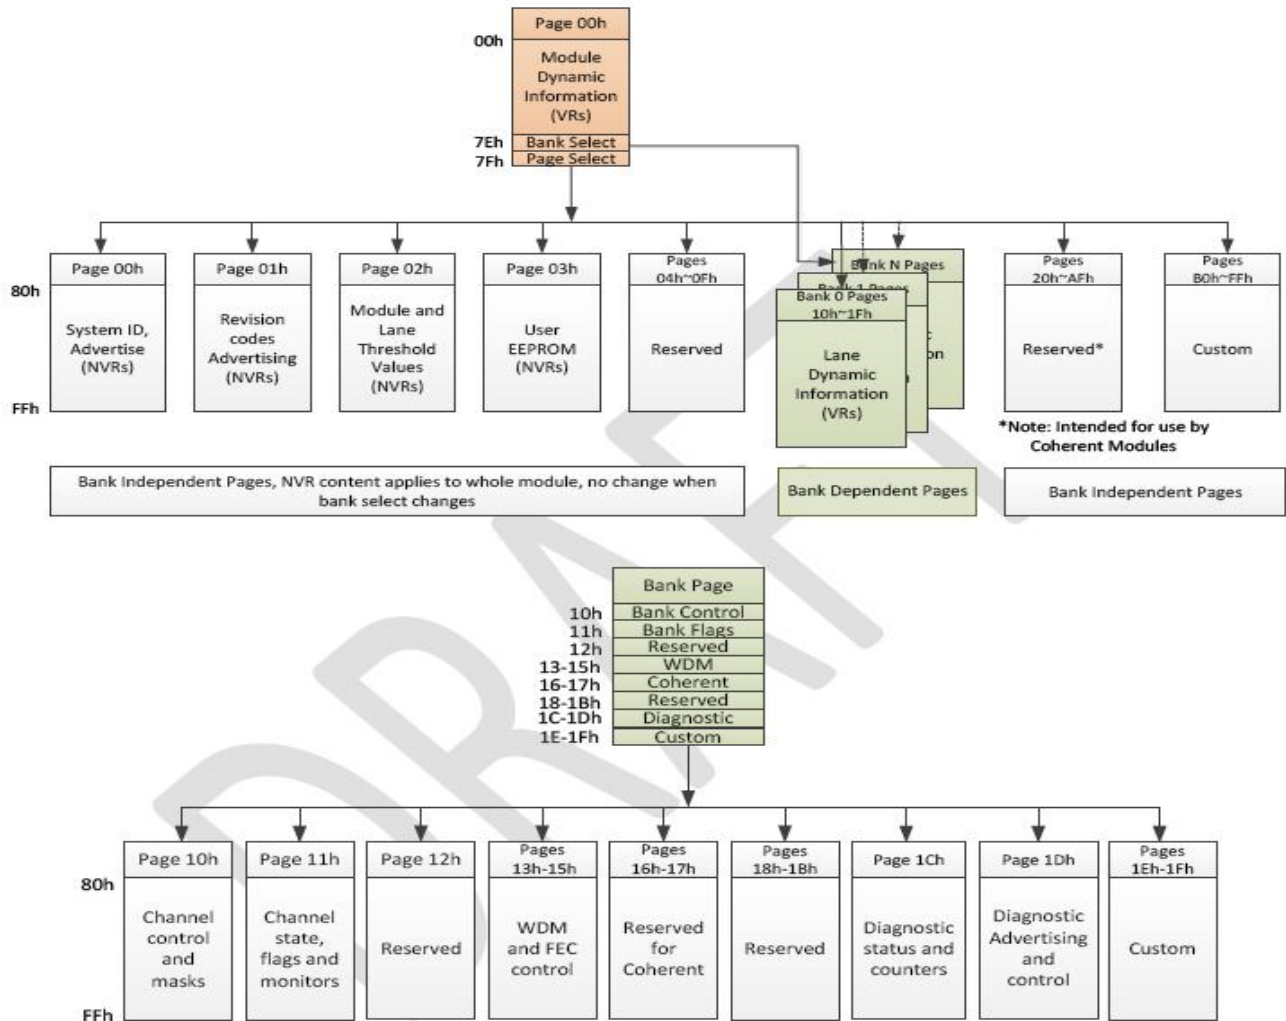 Page 00h
00h
Module
Dynamic
Information
(VRs)
7Eh
Bank Select
7Fh
Page Select
Page 00h
Page 01h
Page 02h
Page 03h
Pages
04h~0Fh
Bank N Pages
Bank 1 Pages
Bank 0 Pages
10h~1Fh
Pages
20h~AFh
Pages
B0h~FFh
80h
System ID,
Advertise
(NVRs)
Revision
codes
Advertising
(NVRs)
Module and
Lane
Threshold
Values
(NVRs)
User
EEPROM
(NVRs)
Reserved
Lane
Dynamic
Information
(VRs)
Reserved*
Custom
FFh
*Note: Intended for use by
Coherent Modules
Bank Independent Pages, NVR content applies to whole module, no change when
bank select changes
Bank Dependent Pages
Bank Independent Pages
DRAFT
Bank Page
10h
Bank Control
11h
Bank Flags
12h
Reserved
13-15h
WDM
16-17h
Coherent
18-1Bh
Reserved
1C-1Dh
Diagnostic
1E-1Fh
Custom
Page 10h
Page 11h
Page 12h
Pages
13h-15h
Pages
16h-17h
Pages
18h-1Bh
Page 1Ch
Page 1Dh
Pages
1Eh-1Fh
80h
Channel
control
and
masks
Channel
state,
flags and
monitors
Reserved
WDM
and FEC
control
Reserved
for
Coherent
Reserved
Diagnostic
status and
counters
Diagnostic
Advertising
and
control
Custom
FFh